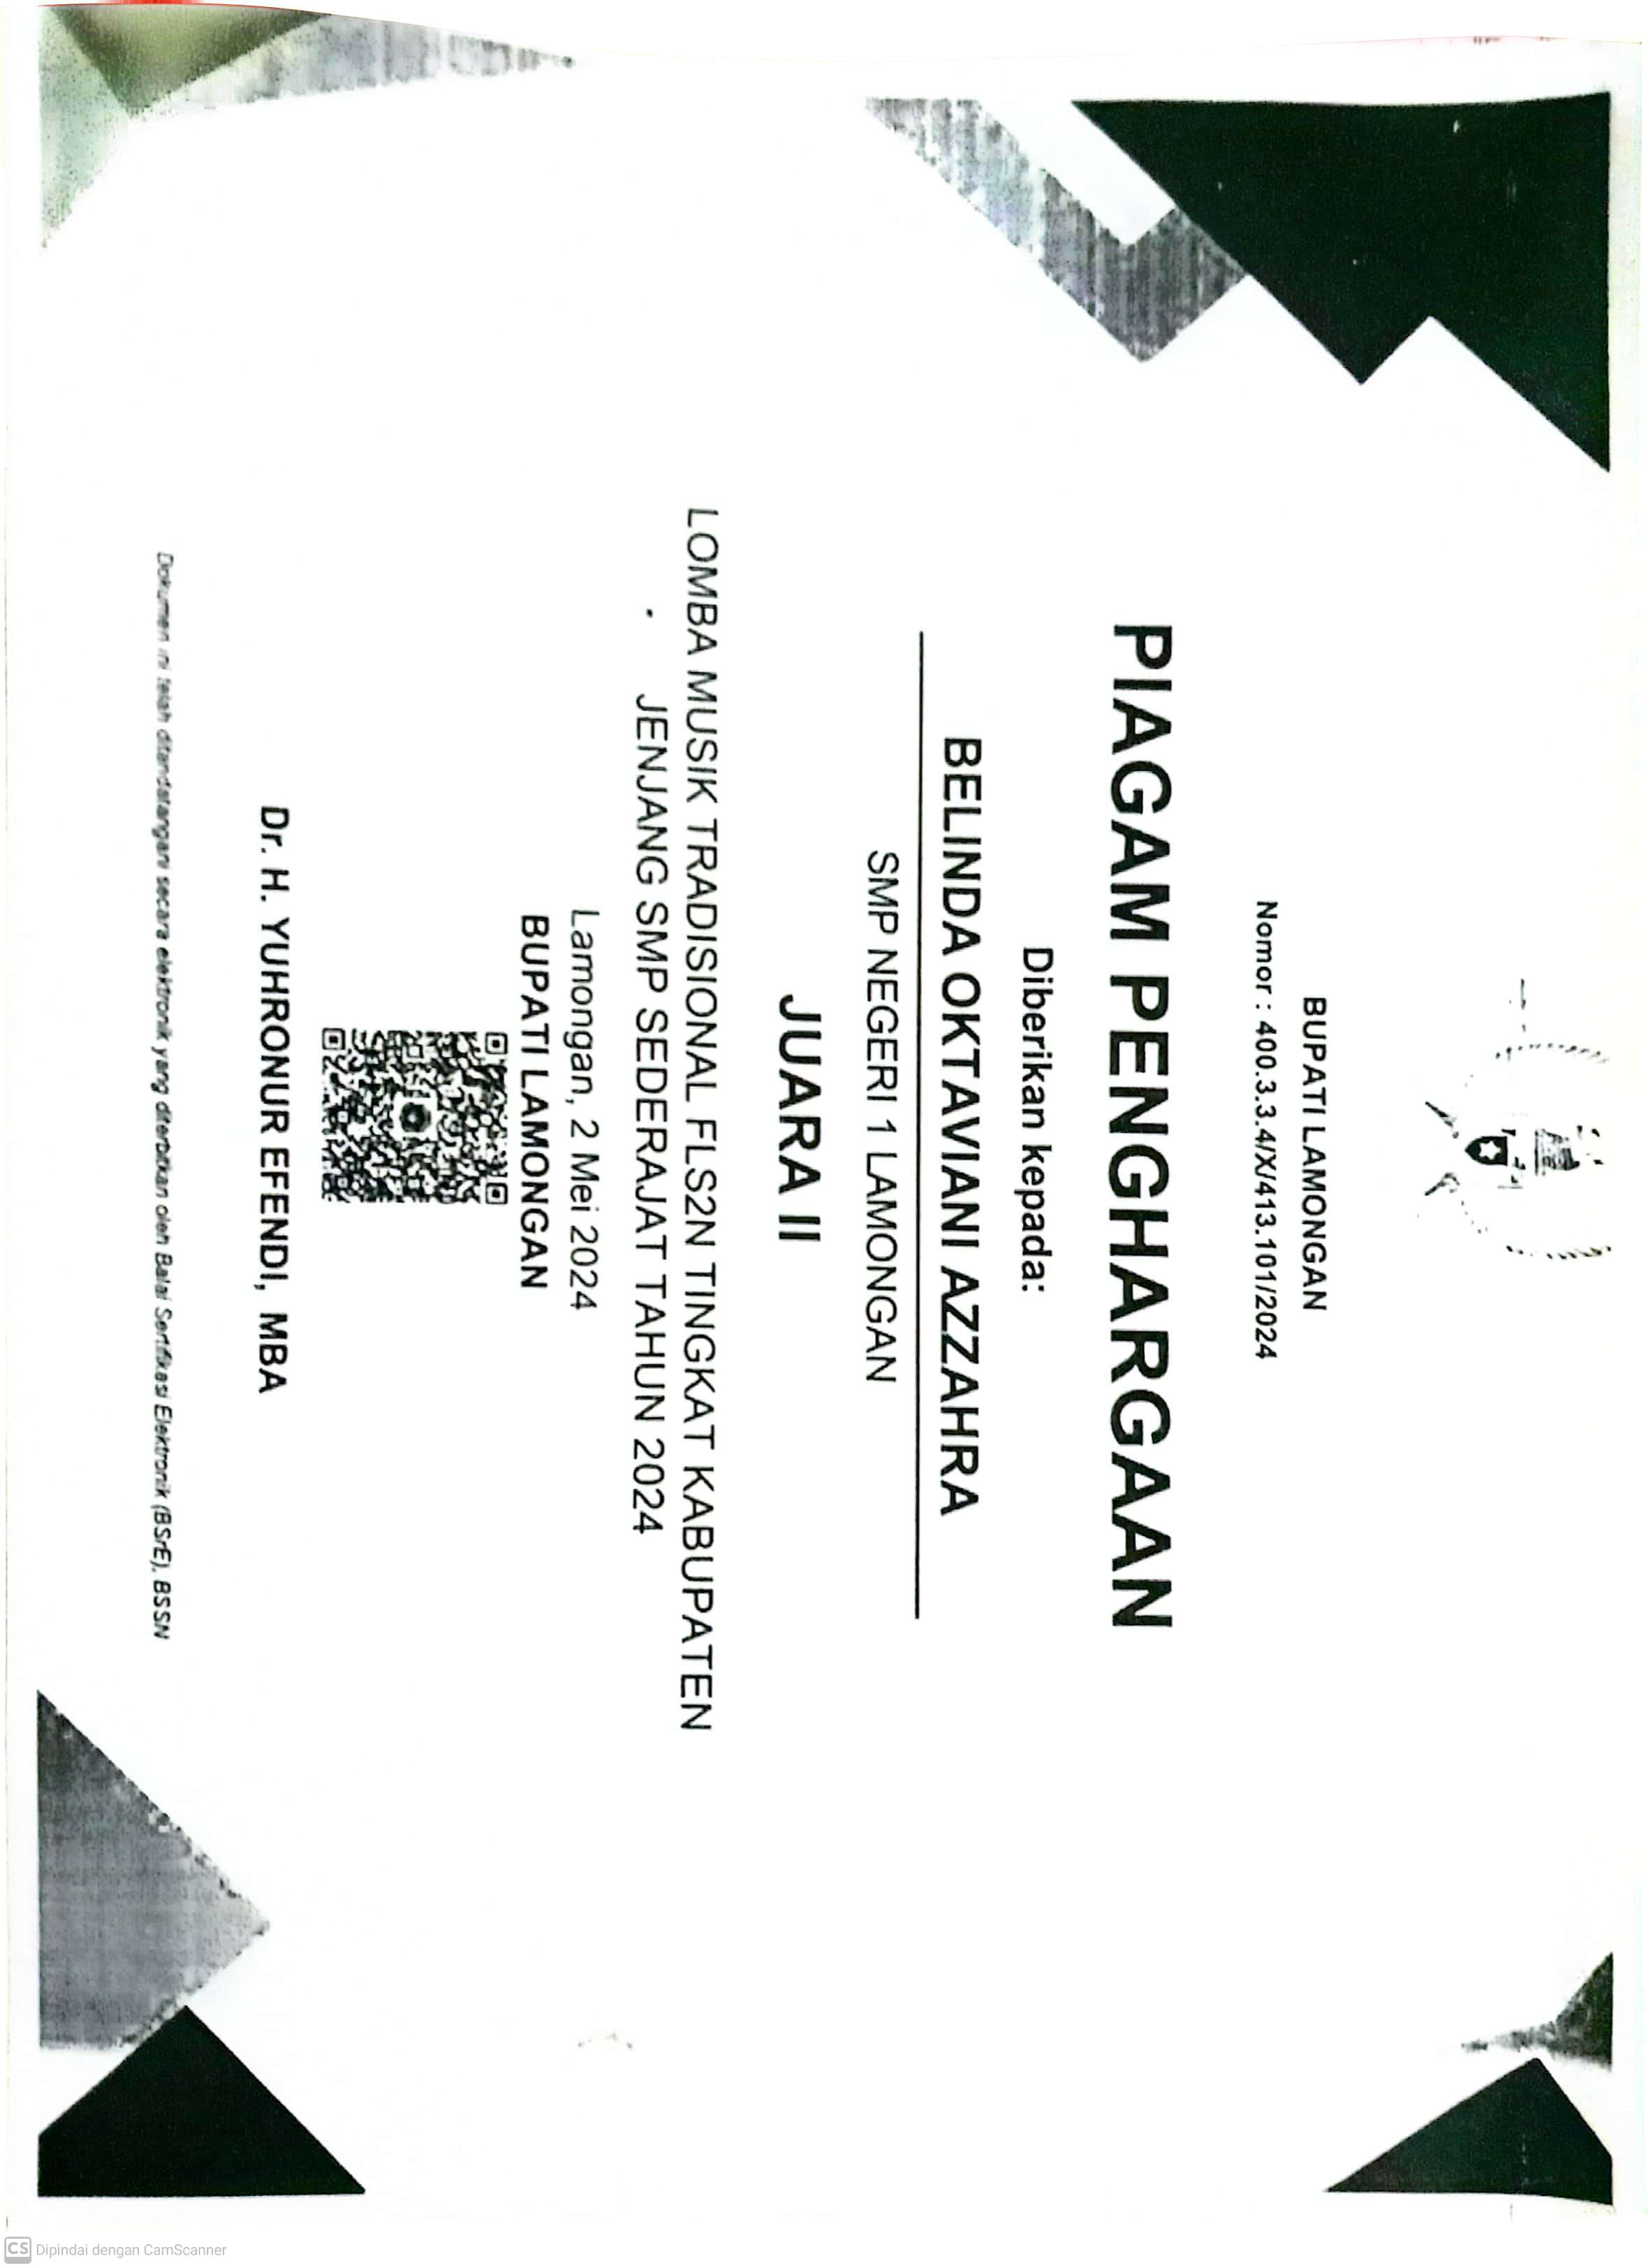 BUPATI LAMONGAN
Nomor : 400.3.3.4/X/413.101/2024
PIAGAM PENGHARGAAN
Diberikan kepada:
BELINDA OKTAVIANI AZZAHRA
SMP NEGERI 1 LAMONGAN
JUARA II
LOMBA MUSIK TRADISIONAL FLS2N TINGKAT KABUPATEN
JENJANG SMP SEDERAJAT TAHUN 2024
Lamongan, 2 Mei 2024
BUPATI LAMONGAN
Dr. H. YUHRONUR EFENDI, MBA
Dokumen ini telah ditandatangani secara elektronik yang diterbitkan oleh Balai Sertifikasi Elektronik (BSrE), BSSN
CS Dipindai dengan CamScanner